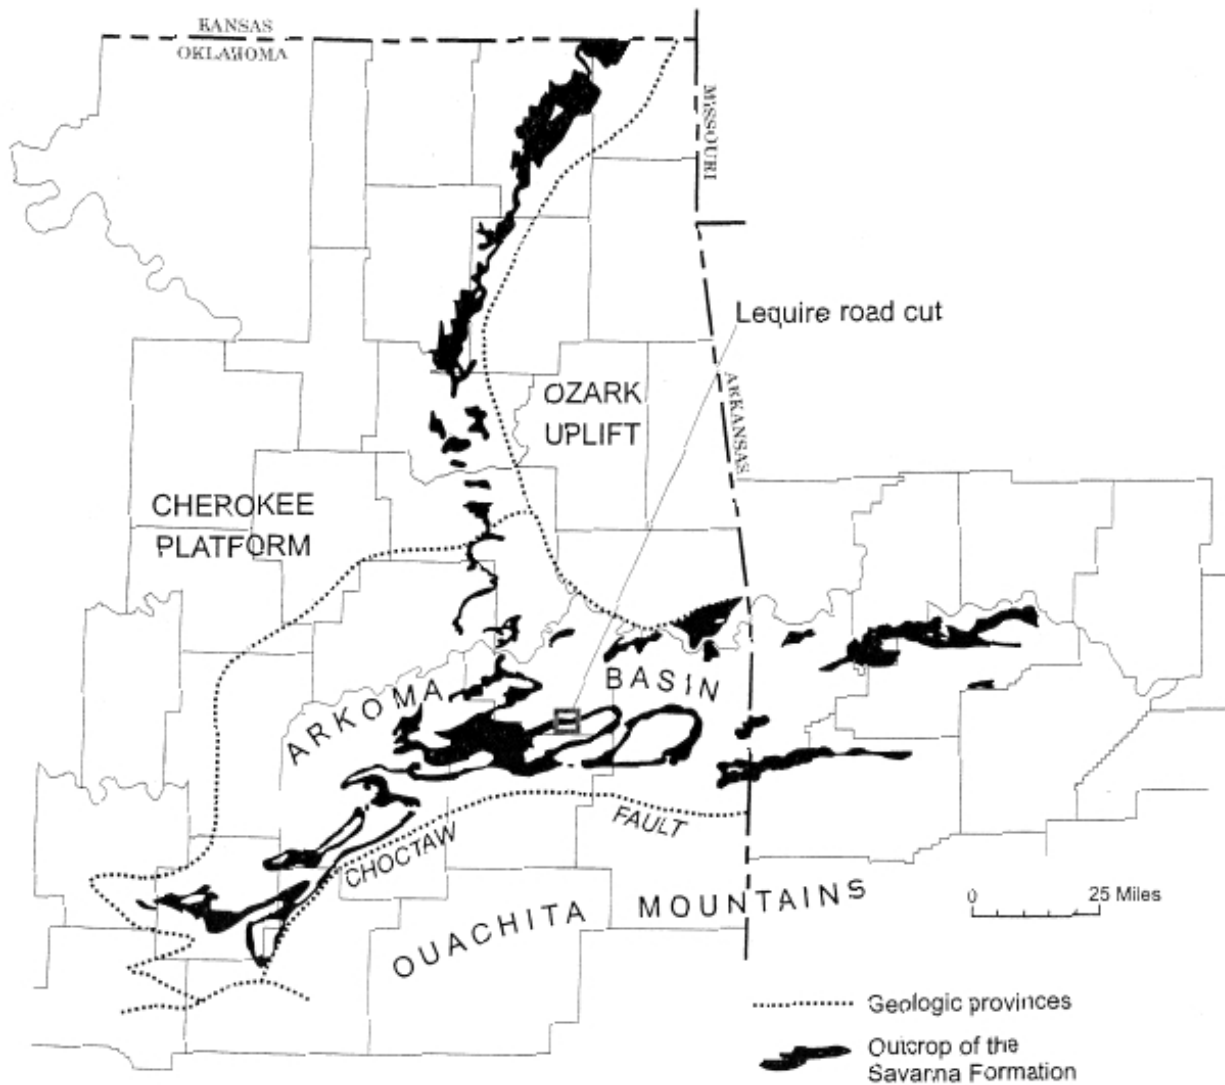 KANSAS
OKLAHOMA
MISSOURI
Lequire road cut
ARKANSAS
OZARK
UPLIFT
CHEROKEE
PLATFORM
ARKOMA BASIN
CHOCTAW FAULT
OUACHITA MOUNTAINS
0 25 Miles
Geologic provinces
Outcrop of the
Savanna Formation